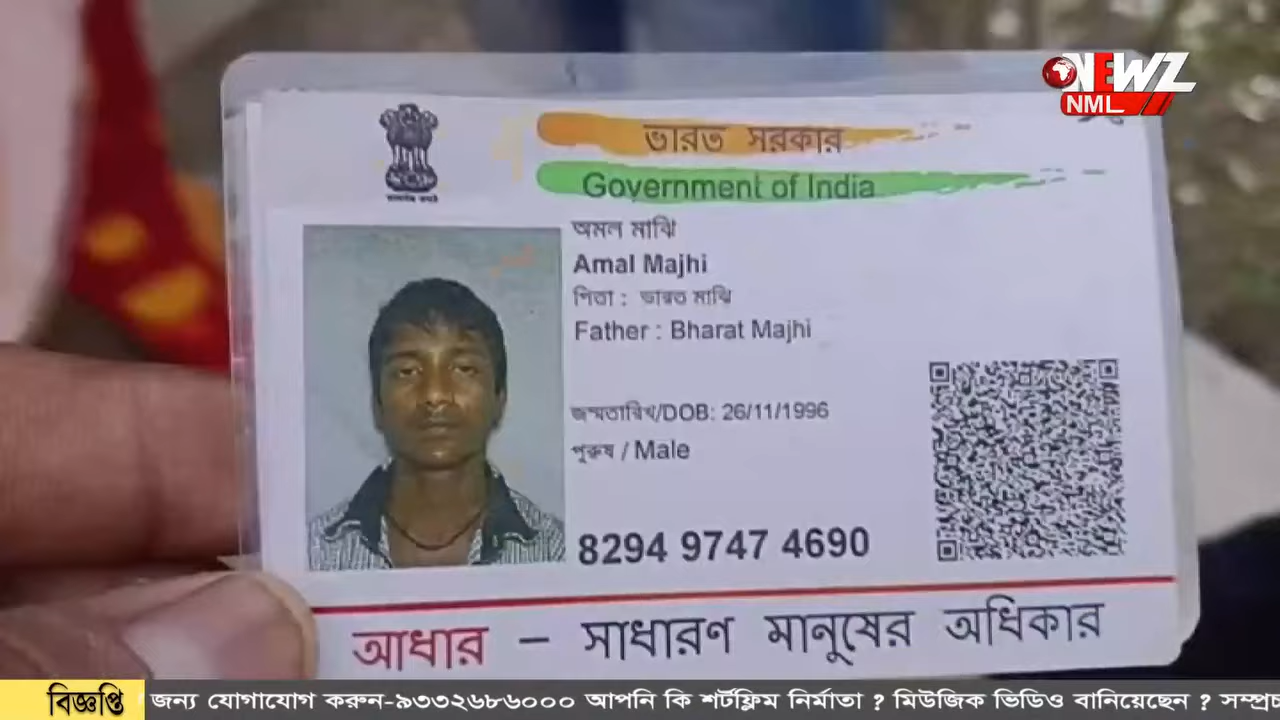 NEWZ
NML
ভারত সরকার
Government of India
অমল মাঝি
Amal Majhi
পিতা : ভারত মাঝি
Father : Bharat Majhi
জন্মতারিখ/DOB: 26/11/1996
পুরুষ / Male
8294 9747 4690
আধার – সাধারণ মানুষের অধিকার
বিজ্ঞপ্তি
জন্য যোগাযোগ করুন-৯৩৩২৬৮৬০০০ আপনি কি শর্টফ্লিম নির্মাতা ? মিউজিক ভিডিও বানিয়েছেন ?